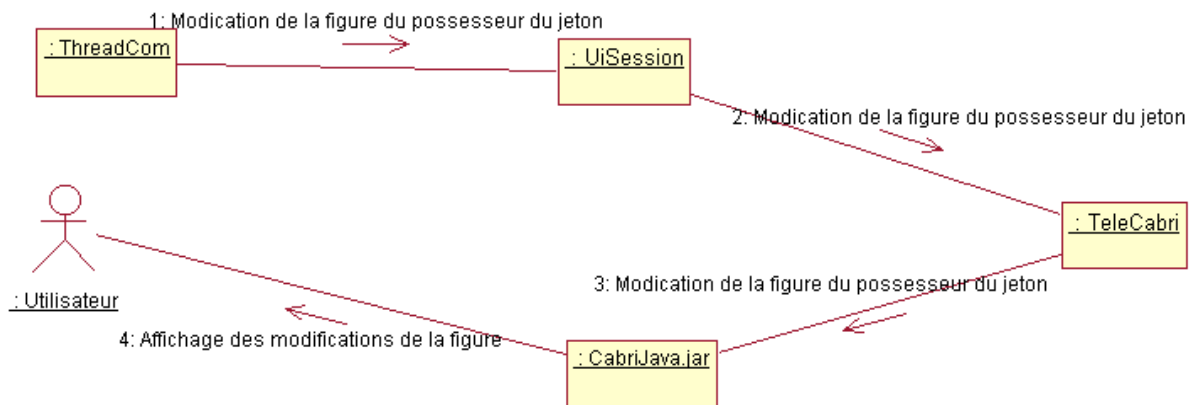 1: Modication de la figure du possesseur du jeton
: ThreadCom
: UiSession
2: Modication de la figure du possesseur du jeton
: TeleCabri
3: Modication de la figure du possesseur du jeton
: Utilisateur
4: Affichage des modifications de la figure
: CabriJava.jar